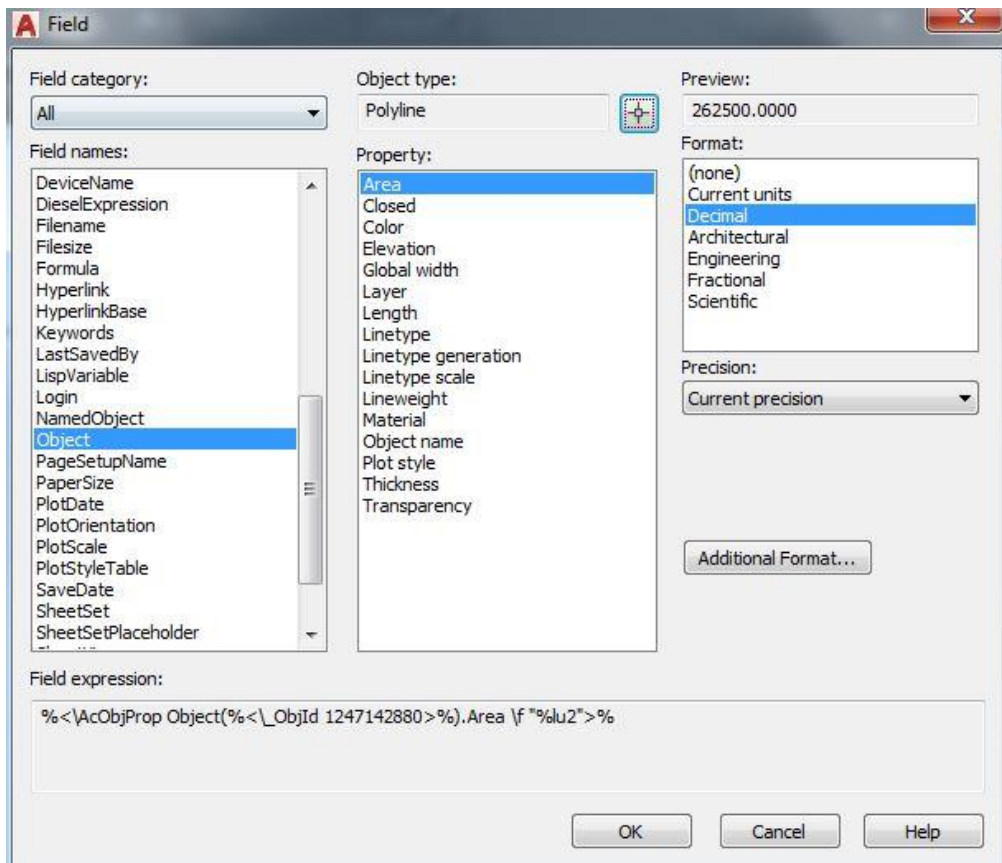 Field
Field category:
All
Field names:
DeviceName
DieselExpression
Filename
Filesize
Formula
Hyperlink
HyperlinkBase
Keywords
LastSavedBy
LispVariable
Login
NamedObject
Object
PageSetupName
PaperSize
PlotDate
PlotOrientation
PlotScale
PlotStyleTable
SaveDate
SheetSet
SheetSetPlaceholder
Object type:
Polyline
Property:
Area
Closed
Color
Elevation
Global width
Layer
Length
Linetype
Linetype generation
Linetype scale
Lineweight
Material
Object name
Plot style
Thickness
Transparency
Preview:
262500.0000
Format:
(none)
Current units
Decimal
Architectural
Engineering
Fractional
Scientific
Precision:
Current precision
Additional Format...
Field expression:
%<\AcObjProp Object(%<\_ObjId 1247142880>%).Area \f "%lu2">%
OK
Cancel
Help